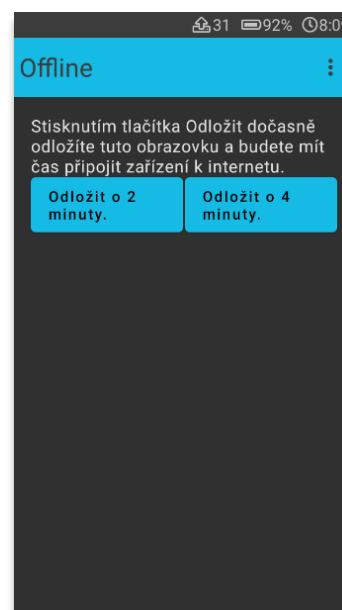 31 92% 8:09
Offline
Stisknutím tlačítka Odložit dočasně
odložíte tuto obrazovku a budete mít
čas připojit zařízení k internetu.
Odložit o 2
minuty.
Odložit o 4
minuty.